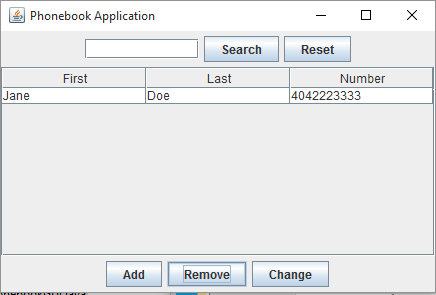 Phonebook Application
Search Reset
First Last Number
Jane Doe 4042223333
Add Remove Change